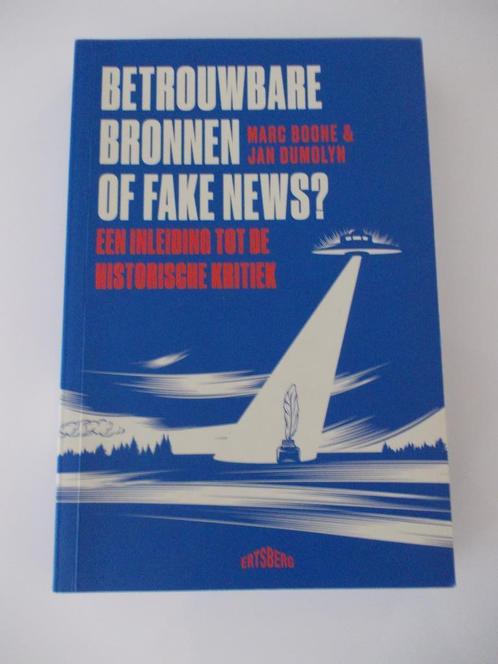 BETROUWBARE
BRONNEN
MARC BOONE &
JAN DUMOLYN
OF FAKE NEWS?
EEN INLEIDING TOT DE
HISTORISCHE KRITIEK
ERTSBERG